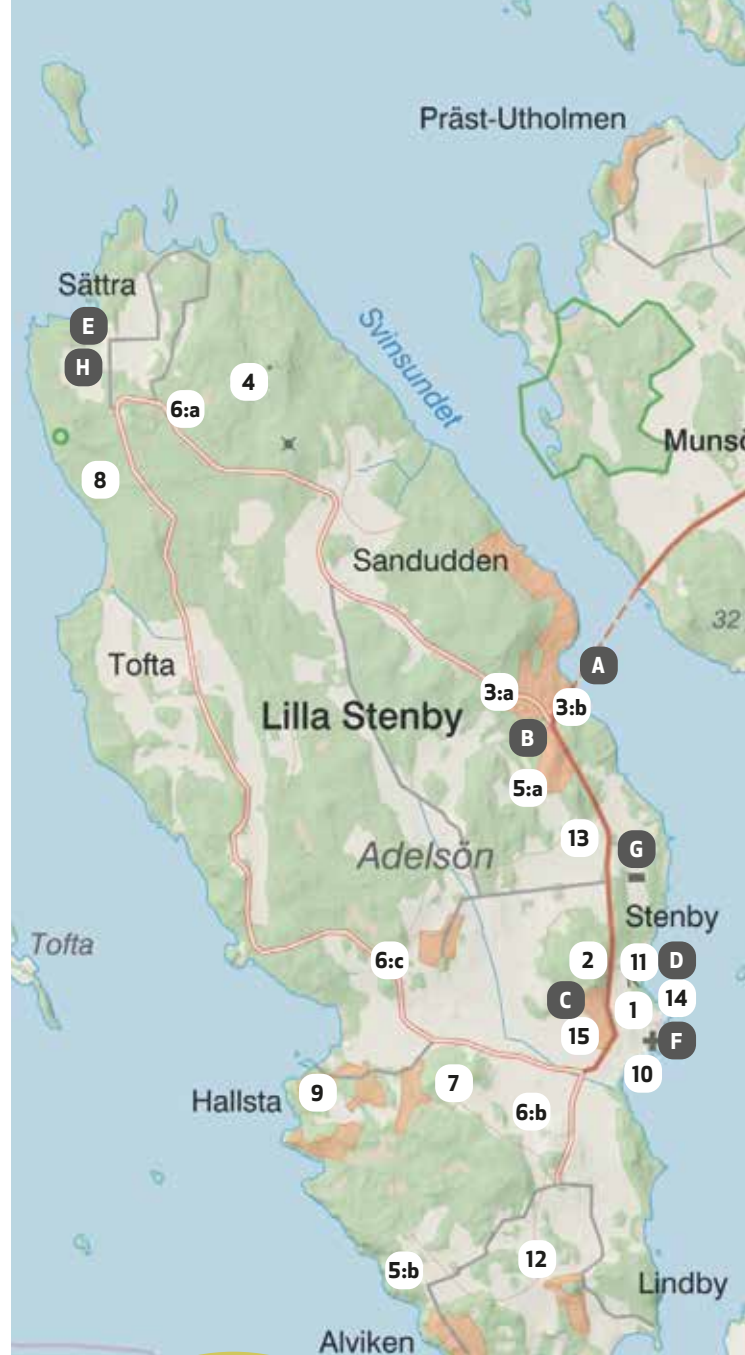 Präst-Utholmen
Sättra
E
H
Svinsundet
4
6:a
Munsö
8
Sandudden
32
A
Tofta
3:a
3:b
Lilla Stenby
B
5:a
13
G
Adelsön
Stenby
Tofta
6:c
2
11
D
C
14
1
15
F
10
7
9
Hallsta
6:b
12
5:b
Lindby
Alviken